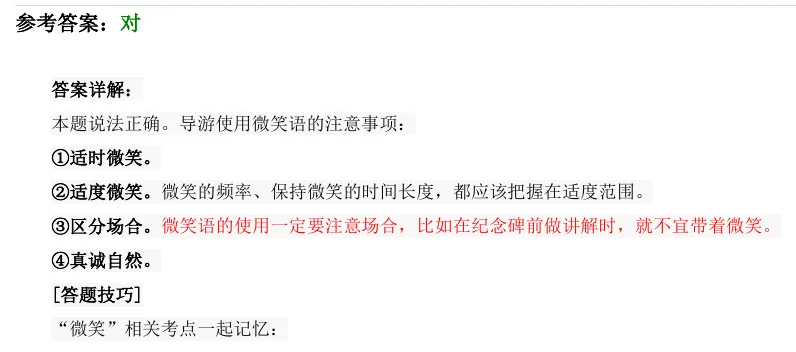 参考答案：对
答案详解：
本题说法正确。导游使用微笑语的注意事项：
①适时微笑。
②适度微笑。微笑的频率、保持微笑的时间长度，都应该把握在适度范围。
③区分场合。微笑语的使用一定要注意场合，比如在纪念碑前做讲解时，就不宜带着微笑。
④真诚自然。
[答题技巧]
“微笑”相关考点一起记忆：